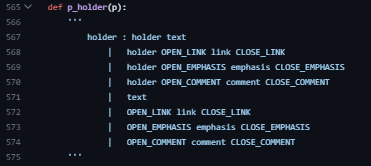 565 def p_holder(p):
566 '''
567 holder : holder text
568 | holder OPEN_LINK link CLOSE_LINK
569 | holder OPEN_EMPHASIS emphasis CLOSE_EMPHASIS
570 | holder OPEN_COMMENT comment CLOSE_COMMENT
571 | text
572 | OPEN_LINK link CLOSE_LINK
573 | OPEN_EMPHASIS emphasis CLOSE_EMPHASIS
574 | OPEN_COMMENT comment CLOSE_COMMENT
575 '''